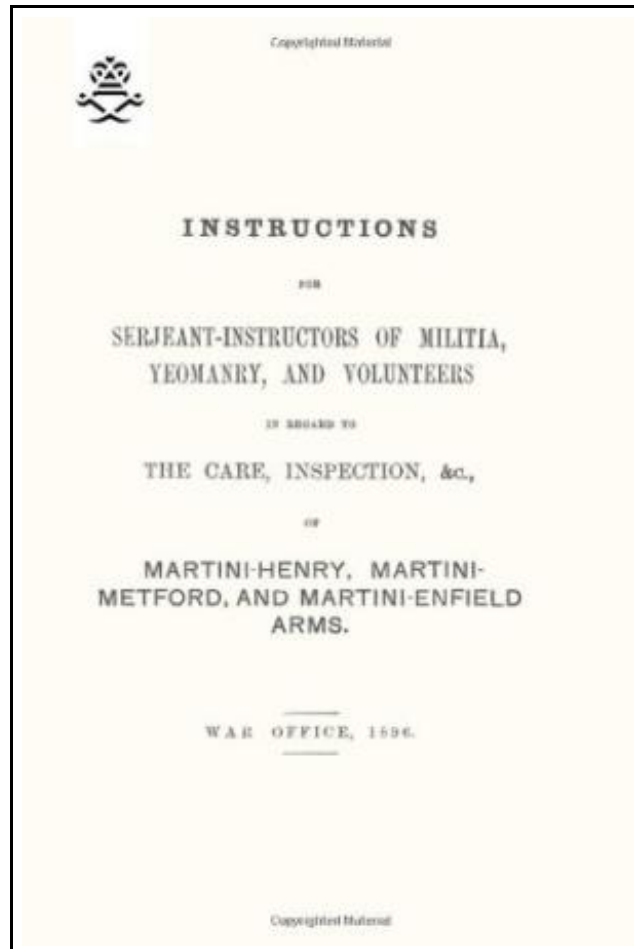 Copyrighted Material
INSTRUCTIONS
FOR
SERJEANT-INSTRUCTORS OF MILITIA,
YEOMANRY, AND VOLUNTEERS
IN REGARD TO
THE CARE, INSPECTION, &c.,
OF
MARTINI-HENRY, MARTINI-
METFORD, AND MARTINI-ENFIELD
ARMS.
WAR OFFICE, 1896.
Copyrighted Material